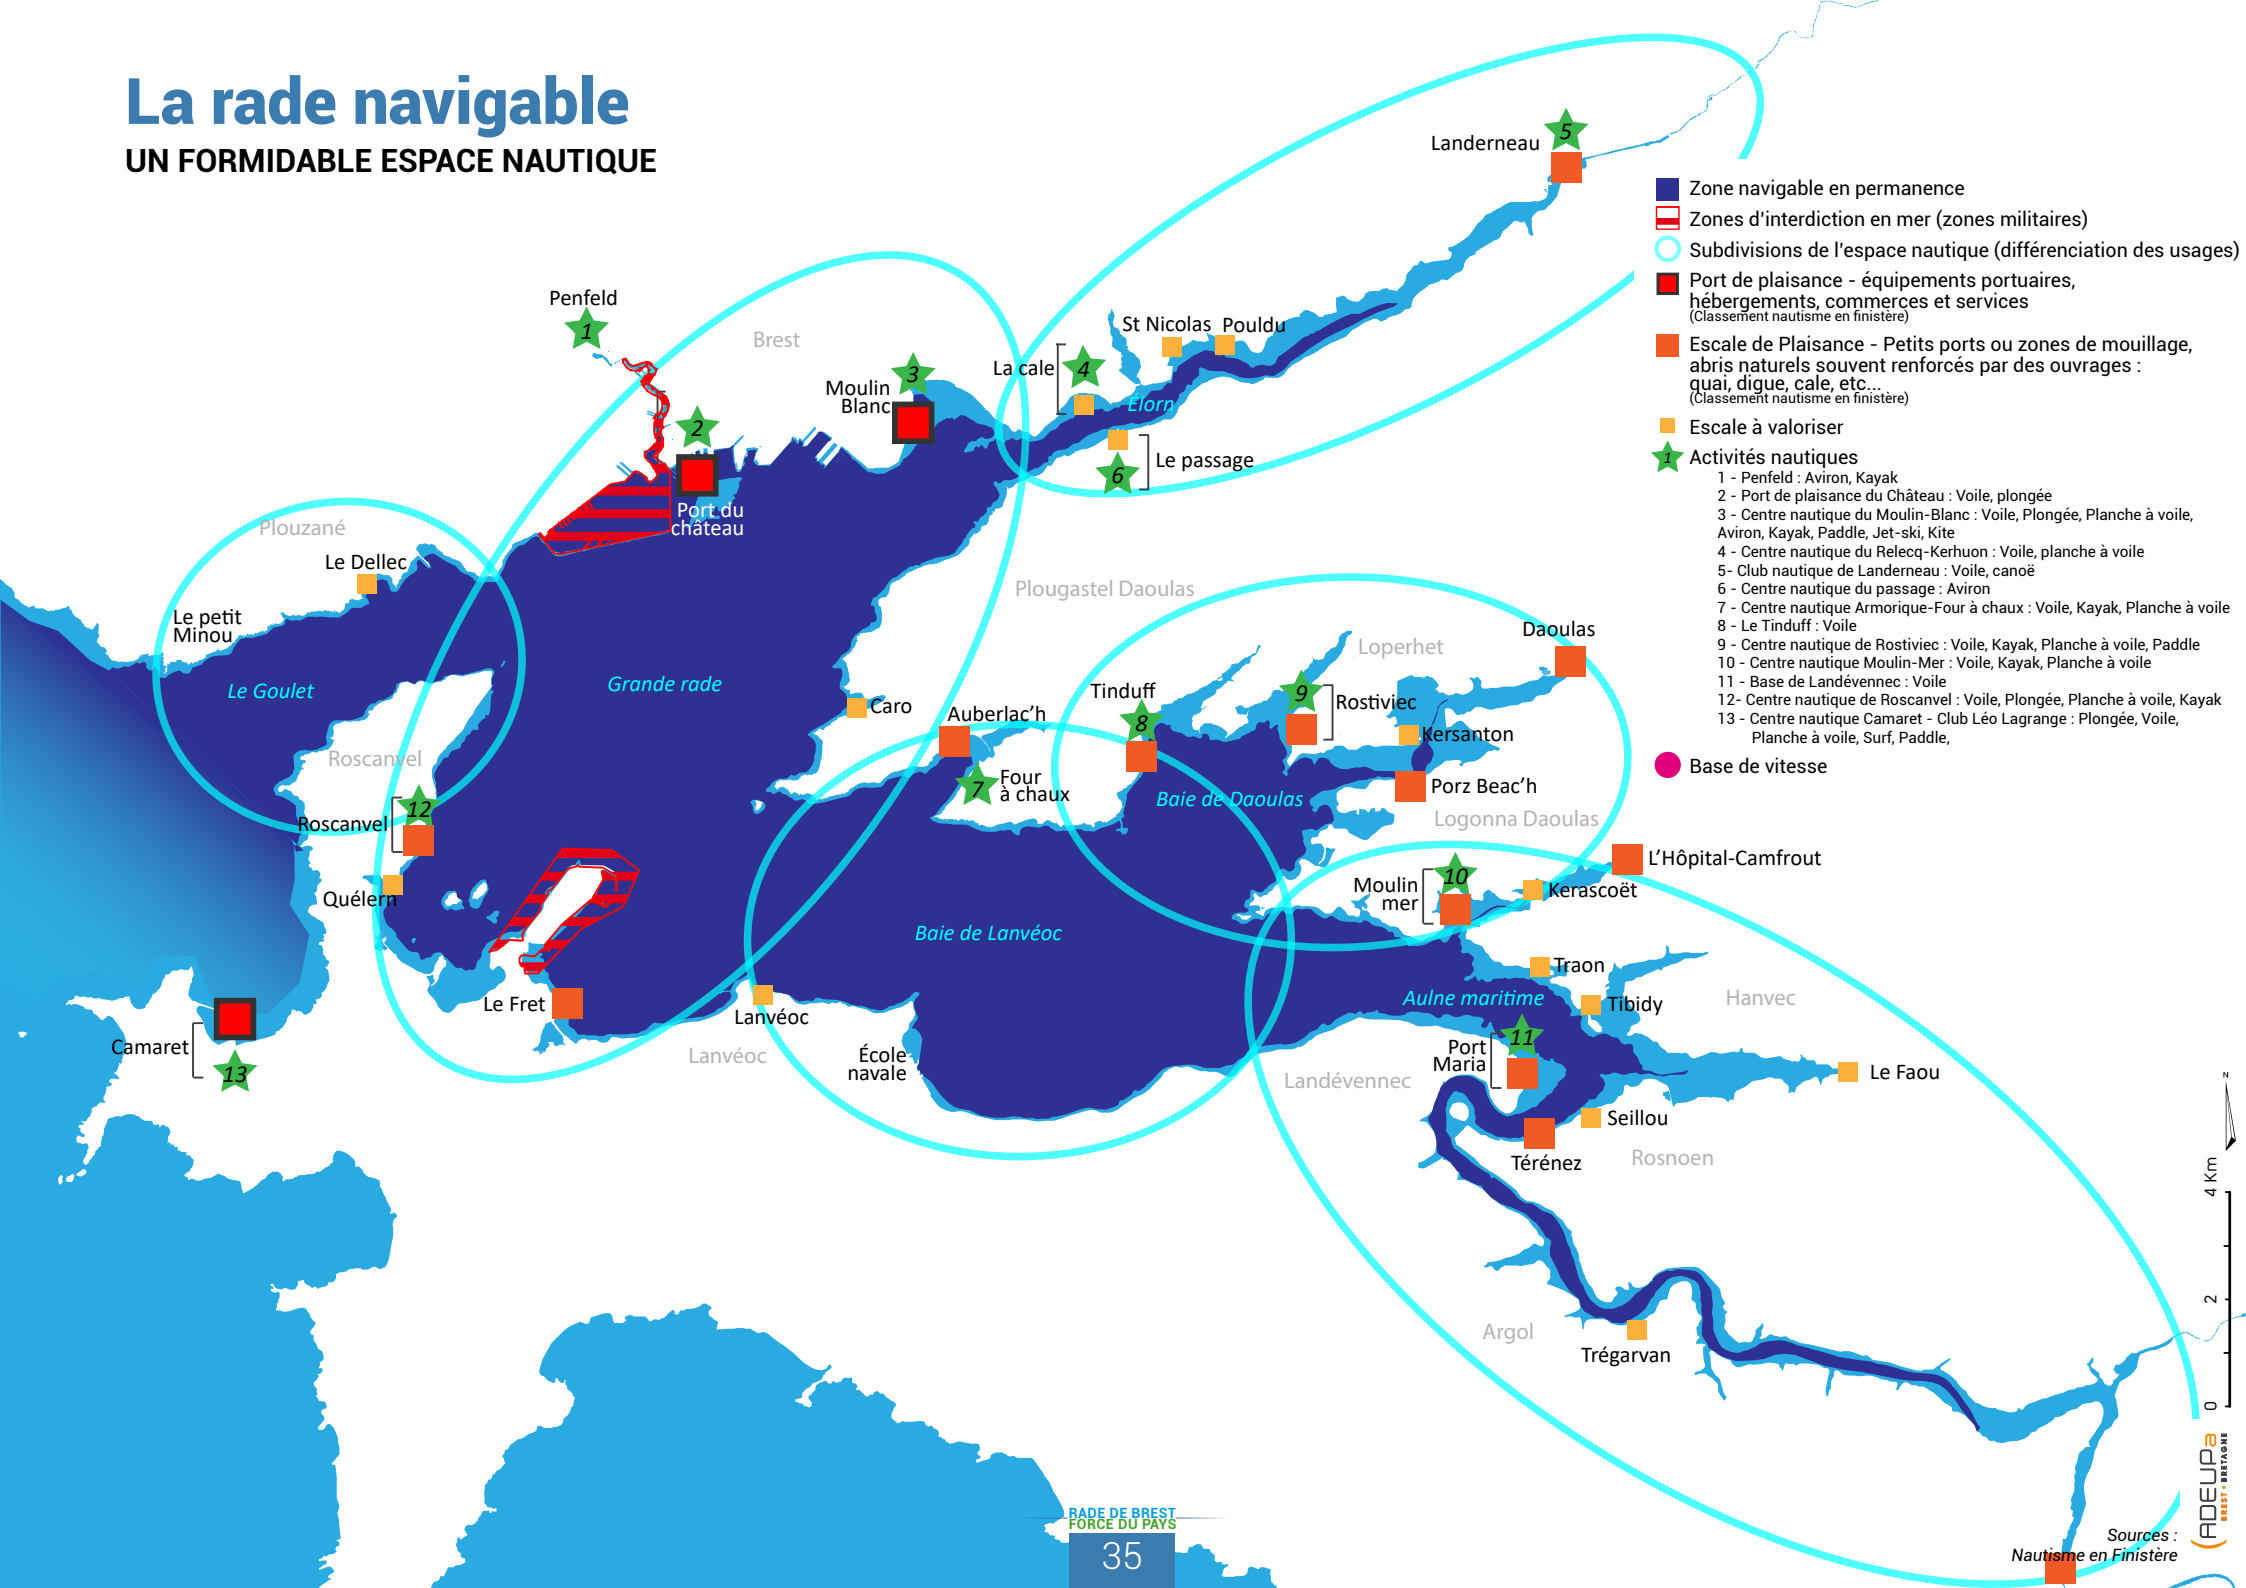 La rade navigable
UN FORMIDABLE ESPACE NAUTIQUE
Landerneau
5
Zone navigable en permanence
Zones d'interdiction en mer (zones militaires)
Subdivisions de l'espace nautique (différenciation des usages)
Port de plaisance - équipements portuaires,
hébergements, commerces et services
(Classement nautisme en finistère)
Escale de Plaisance - Petits ports ou zones de mouillage,
abris naturels souvent renforcés par des ouvrages :
quai, digue, cale, etc...
(Classement nautisme en finistère)
Escale à valoriser
1
Activités nautiques
1 - Penfeld : Aviron, Kayak
2 - Port de plaisance du Château : Voile, plongée
3 - Centre nautique du Moulin-Blanc : Voile, Plongée, Planche à voile,
Aviron, Kayak, Paddle, Jet-ski, Kite
4 - Centre nautique du Relecq-Kerhuon : Voile, planche à voile
5- Club nautique de Landerneau : Voile, canoë
6 - Centre nautique du passage : Aviron
7 - Centre nautique Armorique-Four à chaux : Voile, Kayak, Planche à voile
8 - Le Tinduff : Voile
9 - Centre nautique de Rostiviec : Voile, Kayak, Planche à voile, Paddle
10 - Centre nautique Moulin-Mer : Voile, Kayak, Planche à voile
11 - Base de Landévennec : Voile
12- Centre nautique de Roscanvel : Voile, Plongée, Planche à voile, Kayak
13 - Centre nautique Camaret - Club Léo Lagrange : Plongée, Voile,
Planche à voile, Surf, Paddle,
Base de vitesse
Penfeld
1
Brest
St Nicolas
Pouldu
La cale
4
Moulin
Blanc
3
Élorn
2
Le passage
6
Port du
château
Plouzané
Le Dellec
Le petit
Minou
Le Goulet
Grande rade
Plougastel Daoulas
Daoulas
Loperhet
Tinduff
8
9
Rostiviec
Caro
Auberlac'h
Kersanton
Roscanvel
7
Four
à chaux
Baie de Daoulas
Porz Beac'h
Logonna Daoulas
12
Roscanvel
Quélern
L'Hôpital-Camfrout
Moulin
mer
10
Kerascoët
Baie de Lanvéoc
Traon
Aulne maritime
Tibidy
Hanvec
Le Fret
Lanvéoc
Lanvéoc
École
navale
Camaret
13
Port
Maria
11
Landévennec
Le Faou
Seillou
Térénez
Rosnoen
Argol
Trégarvan
N
4 Km
2
0
aDEUPa
BREST • BRETAGNE
Sources :
Nautisme en Finistère
RADE DE BREST
FORCE DU PAYS
35